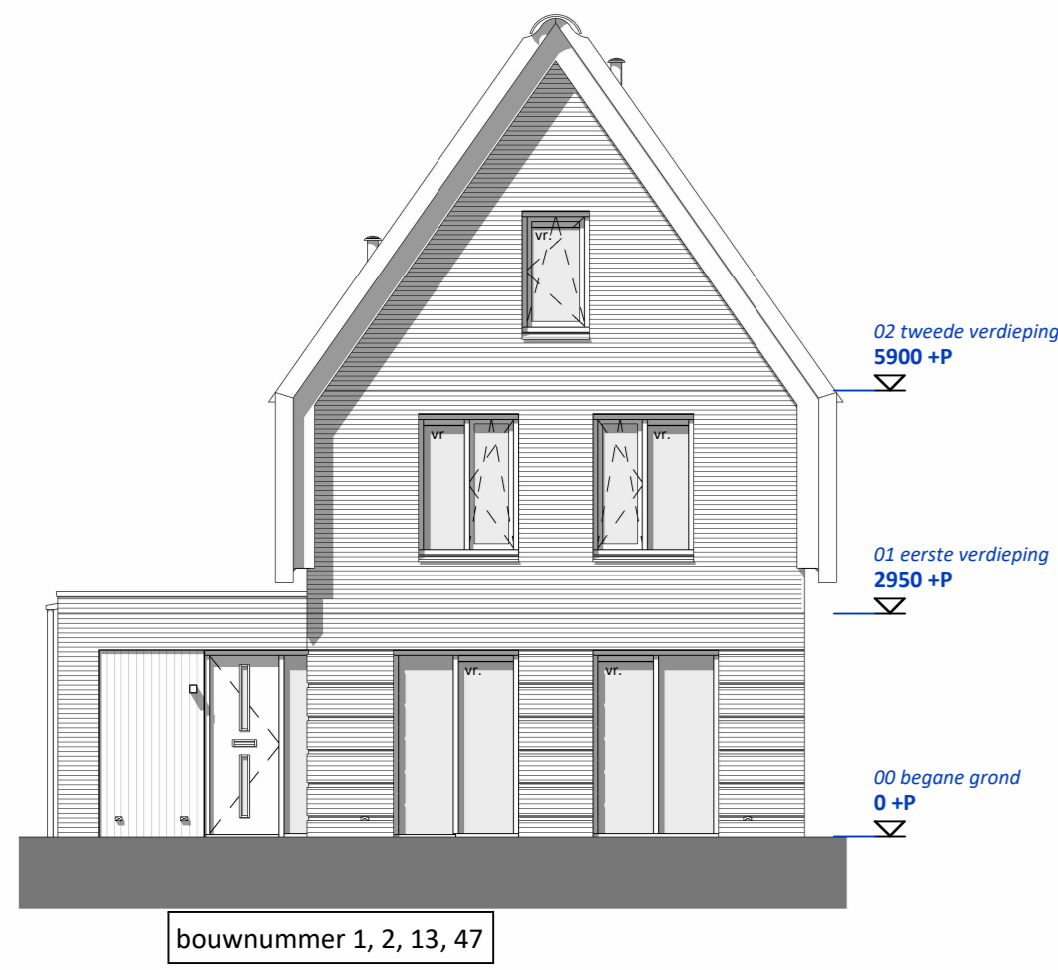 vr.
02 tweede verdieping
5900 +P
vr
vr.
01 eerste verdieping
2950 +P
vr.
vr.
00 begane grond
0 +P
bouwnummer 1, 2, 13, 47